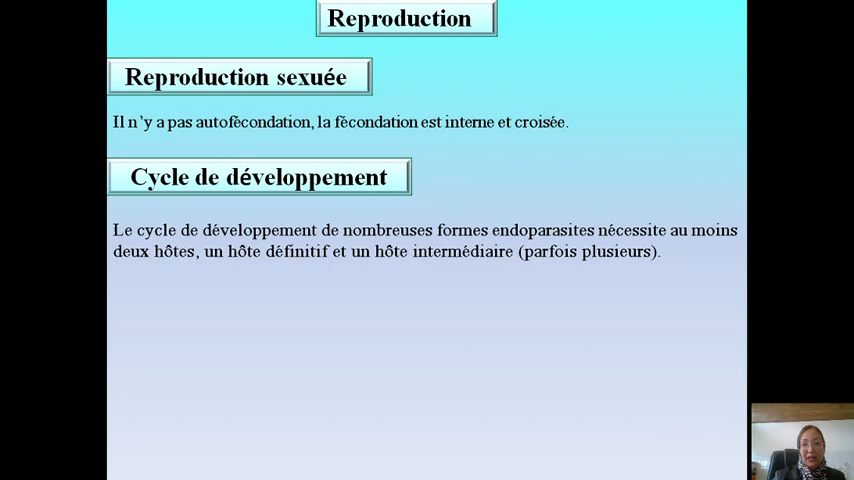 Reproduction
Reproduction sexuée
Il n'y a pas autofécondation, la fécondation est interne et croisée.
Cycle de développement
Le cycle de développement de nombreuses formes endoparasites nécessite au moins
deux hôtes, un hôte définitif et un hôte intermédiaire (parfois plusieurs).